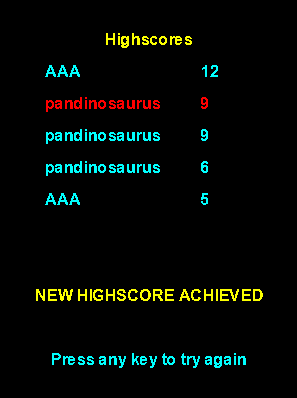 Highscores
AAA 12
pandinosaurus 9
pandinosaurus 9
pandinosaurus 6
AAA 5
NEW HIGHSCORE ACHIEVED
Press any key to try again